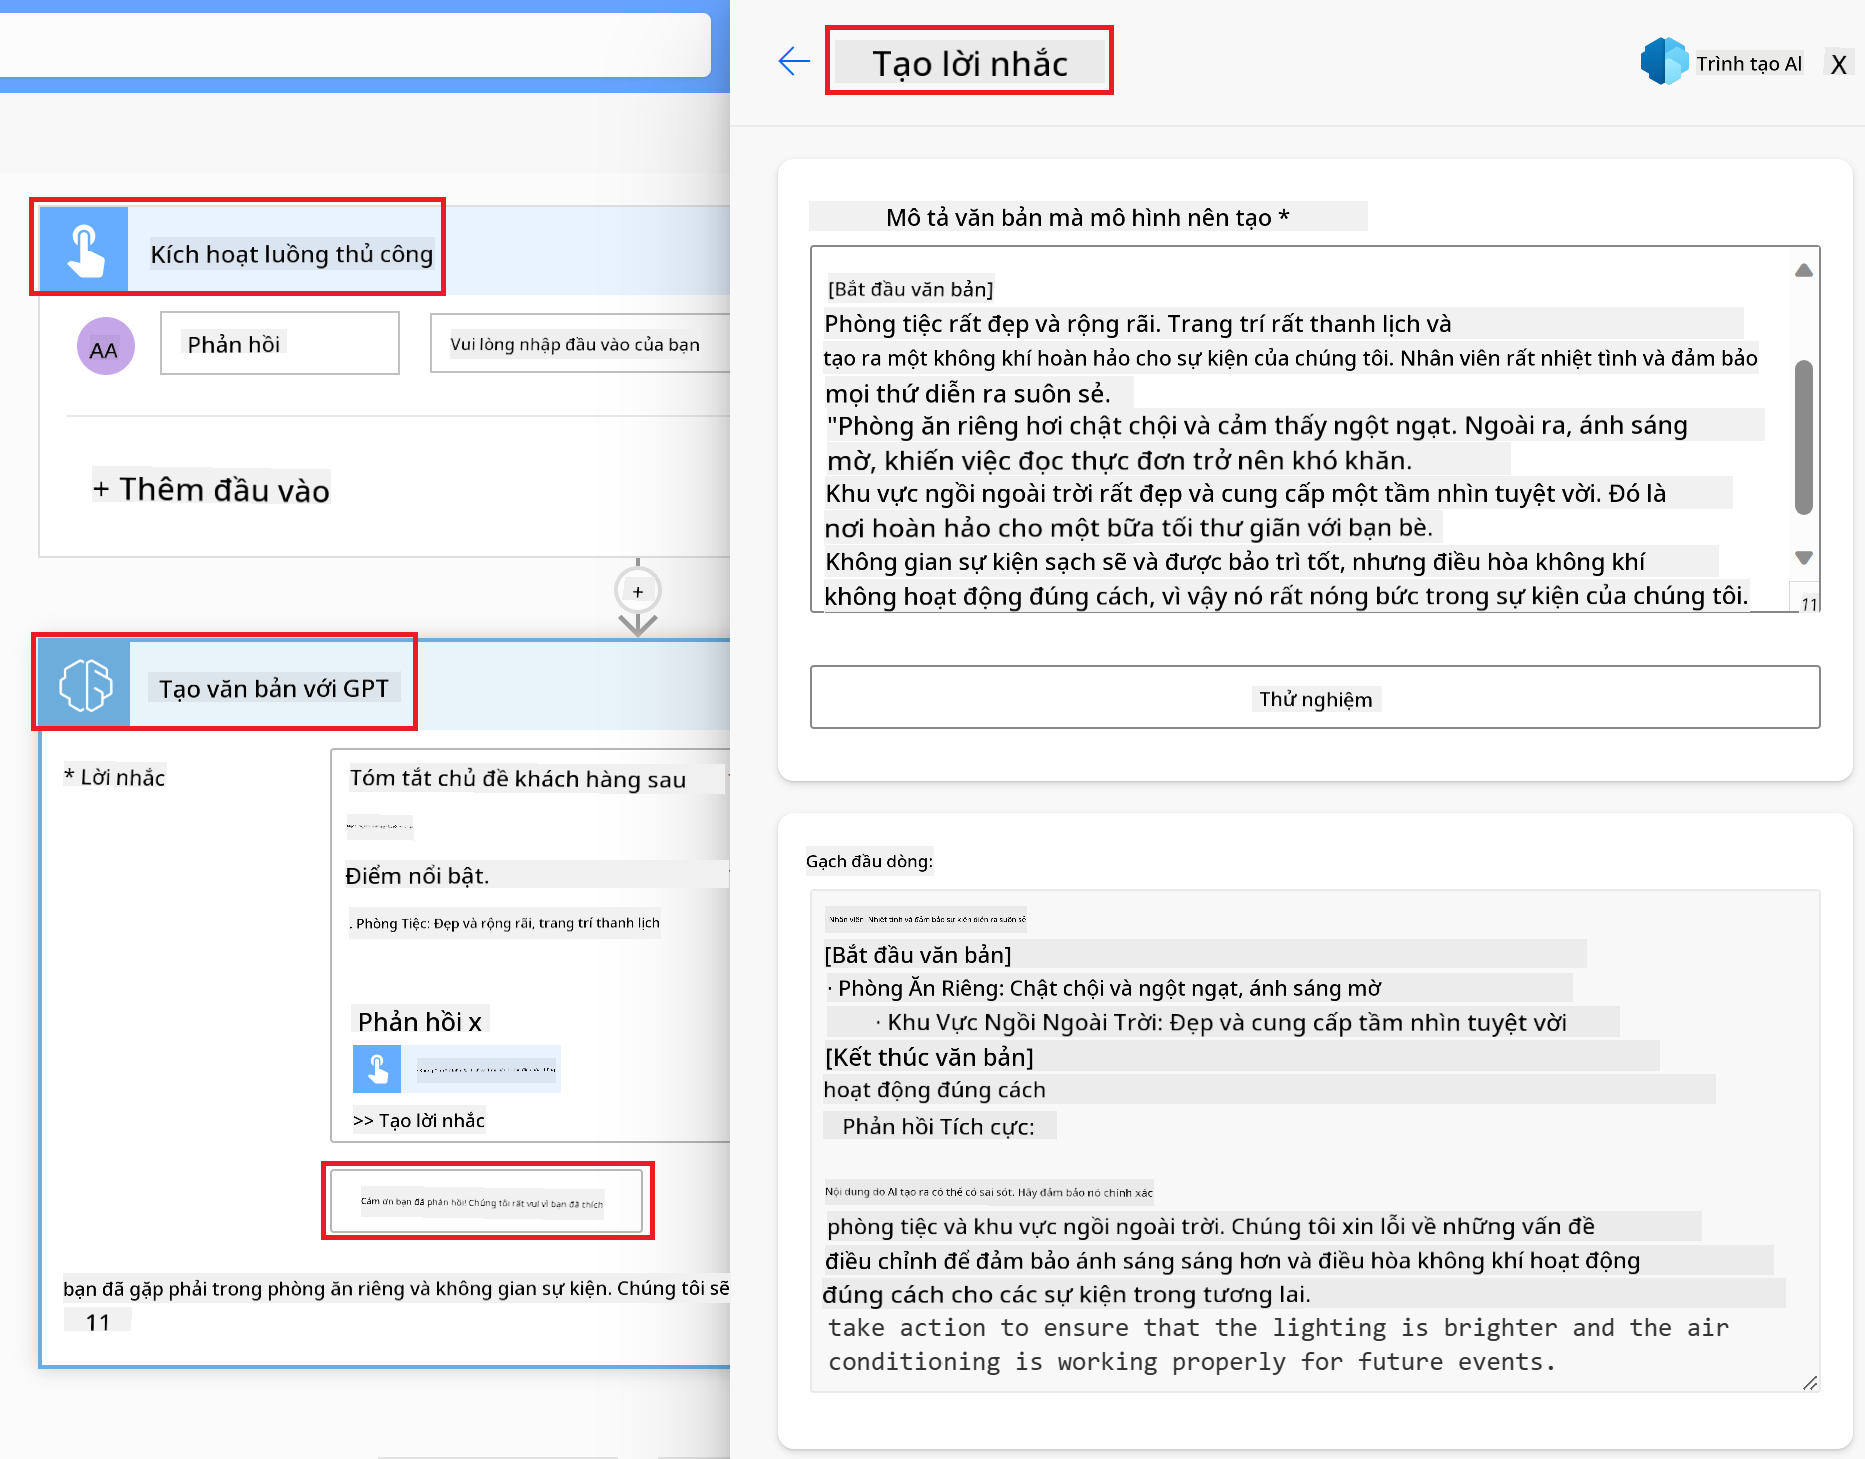 Kích hoạt luồng thủ công
AA
Phản hồi
Vui lòng nhập đầu vào của bạn
+ Thêm đầu vào
+
Tạo văn bản với GPT
* Lời nhắc
Tóm tắt chủ đề khách hàng sau
Điểm nổi bật.
. Phòng Tiệc: Đẹp và rộng rãi, trang trí thanh lịch
Phản hồi x
>> Tạo lời nhắc
Cảm ơn bạn đã phản hồi! Chúng tôi rất vui vì bạn đã thích
bạn đã gặp phải trong phòng ăn riêng và không gian sự kiện. Chúng tôi sẽ
11
Tạo lời nhắc
Trình tạo AI
X
Mô tả văn bản mà mô hình nên tạo *
[Bắt đầu văn bản]
Phòng tiệc rất đẹp và rộng rãi. Trang trí rất thanh lịch và
tạo ra một không khí hoàn hảo cho sự kiện của chúng tôi. Nhân viên rất nhiệt tình và đảm bảo
mọi thứ diễn ra suôn sẻ.
"Phòng ăn riêng hơi chật chội và cảm thấy ngột ngạt. Ngoài ra, ánh sáng
mờ, khiến việc đọc thực đơn trở nên khó khăn.
Khu vực ngồi ngoài trời rất đẹp và cung cấp một tầm nhìn tuyệt vời. Đó là
nơi hoàn hảo cho một bữa tối thư giãn với bạn bè.
Không gian sự kiện sạch sẽ và được bảo trì tốt, nhưng điều hòa không khí
không hoạt động đúng cách, vì vậy nó rất nóng bức trong sự kiện của chúng tôi.
11
Thử nghiệm
Gạch đầu dòng:
Nhân viên: Nhiệt tình và đảm bảo sự kiện diễn ra suôn sẻ
[Bắt đầu văn bản]
· Phòng Ăn Riêng: Chật chội và ngột ngạt, ánh sáng mờ
· Khu Vực Ngồi Ngoài Trời: Đẹp và cung cấp tầm nhìn tuyệt vời
[Kết thúc văn bản]
hoạt động đúng cách
Phản hồi Tích cực:
Nội dung do AI tạo ra có thể có sai sót. Hãy đảm bảo nó chính xác
phòng tiệc và khu vực ngồi ngoài trời. Chúng tôi xin lỗi về những vấn đề
điều chỉnh để đảm bảo ánh sáng sáng hơn và điều hòa không khí hoạt động
đúng cách cho các sự kiện trong tương lai.
take action to ensure that the lighting is brighter and the air
conditioning is working properly for future events.